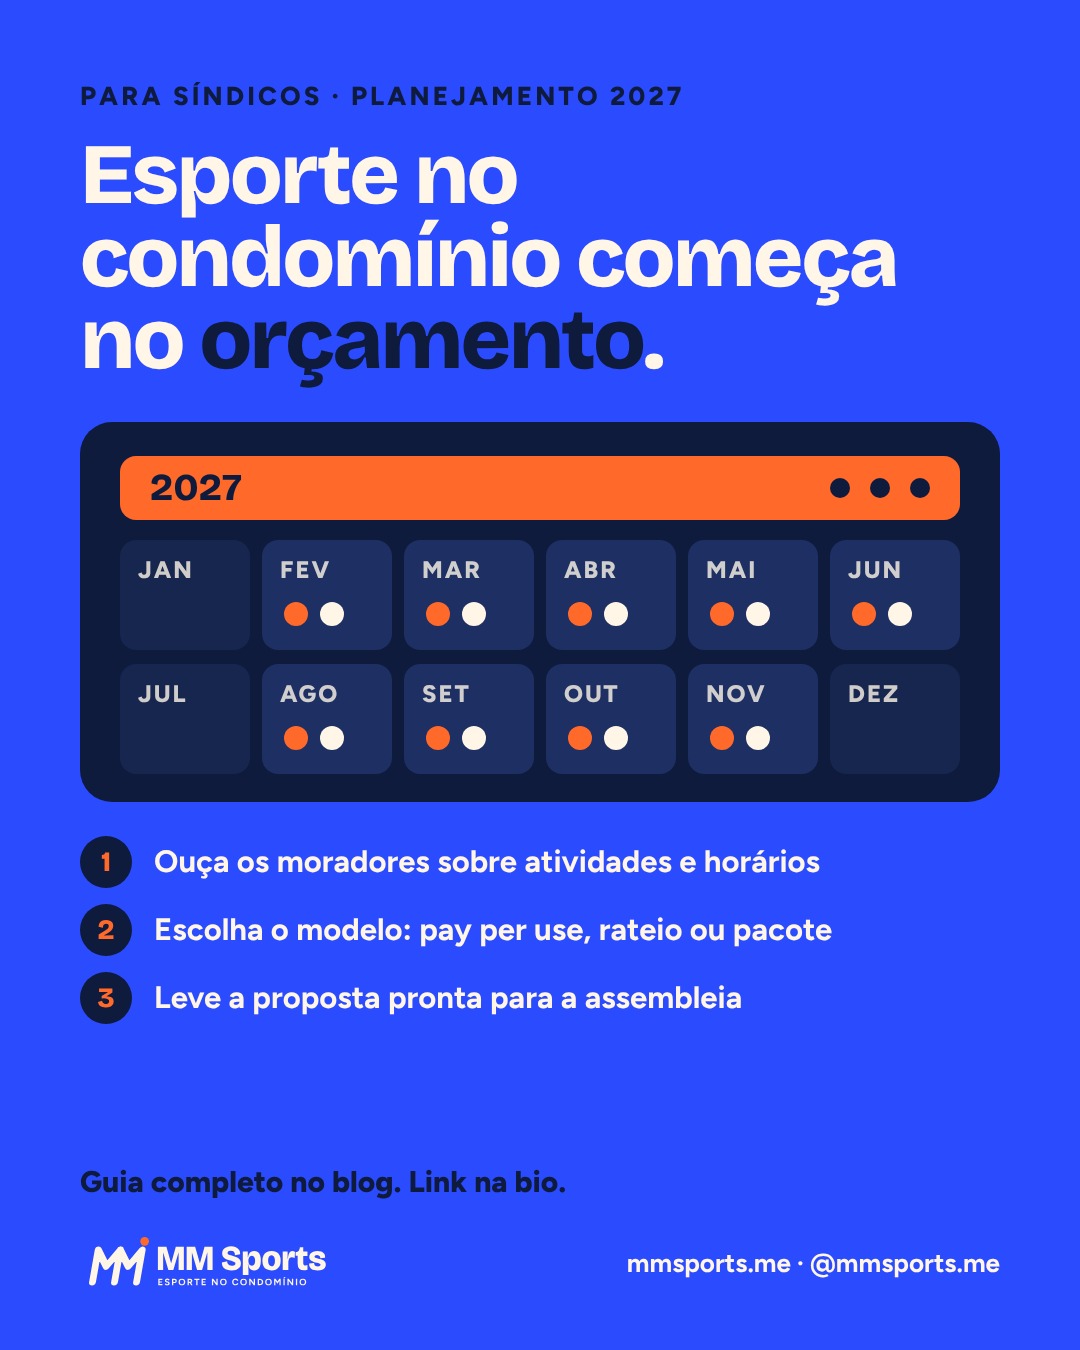 PARA SÍNDICOS · PLANEJAMENTO 2027
Esporte no
condomínio começa
no orçamento.
2027
JAN FEV MAR ABR MAI JUN
JUL AGO SET OUT NOV DEZ
1 Ouça os moradores sobre atividades e horários
2 Escolha o modelo: pay per use, rateio ou pacote
3 Leve a proposta pronta para a assembleia
Guia completo no blog. Link na bio.
MM Sports
ESPORTE NO CONDOMÍNIO
mmsports.me · @mmsports.me